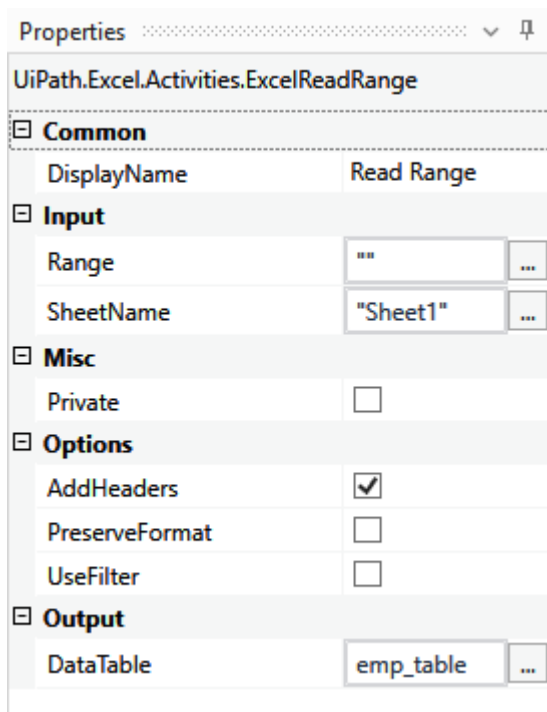 Properties
UiPath.Excel.Activities.ExcelReadRange
Common
DisplayName Read Range
Input
Range "" ...
SheetName "Sheet1" ...
Misc
Private
Options
AddHeaders
PreserveFormat
UseFilter
Output
DataTable emp_table ...